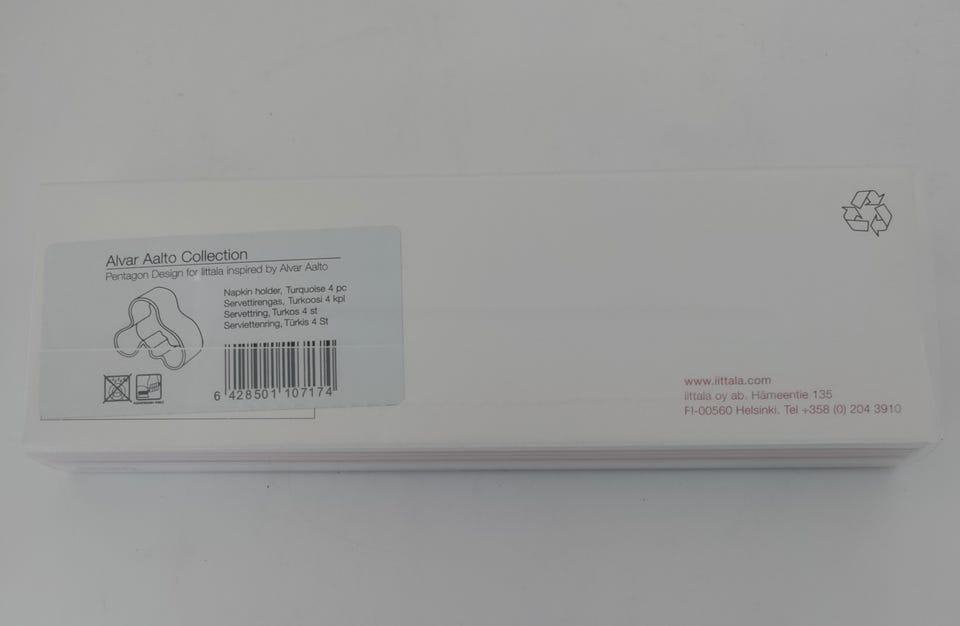 Alvar Aalto Collection
Pentagon Design for Iittala inspired by Alvar Aalto
Napkin holder, Turquoise 4 pc
Servettirengas, Turkoosi 4 kpl
Servettring, Turkos 4 st
Serviettenring, Türkis 4 St
6 428501 107174
www.iittala.com
iittala oy ab. Hämeentie 135
FI-00560 Helsinki. Tel +358 (0) 204 3910